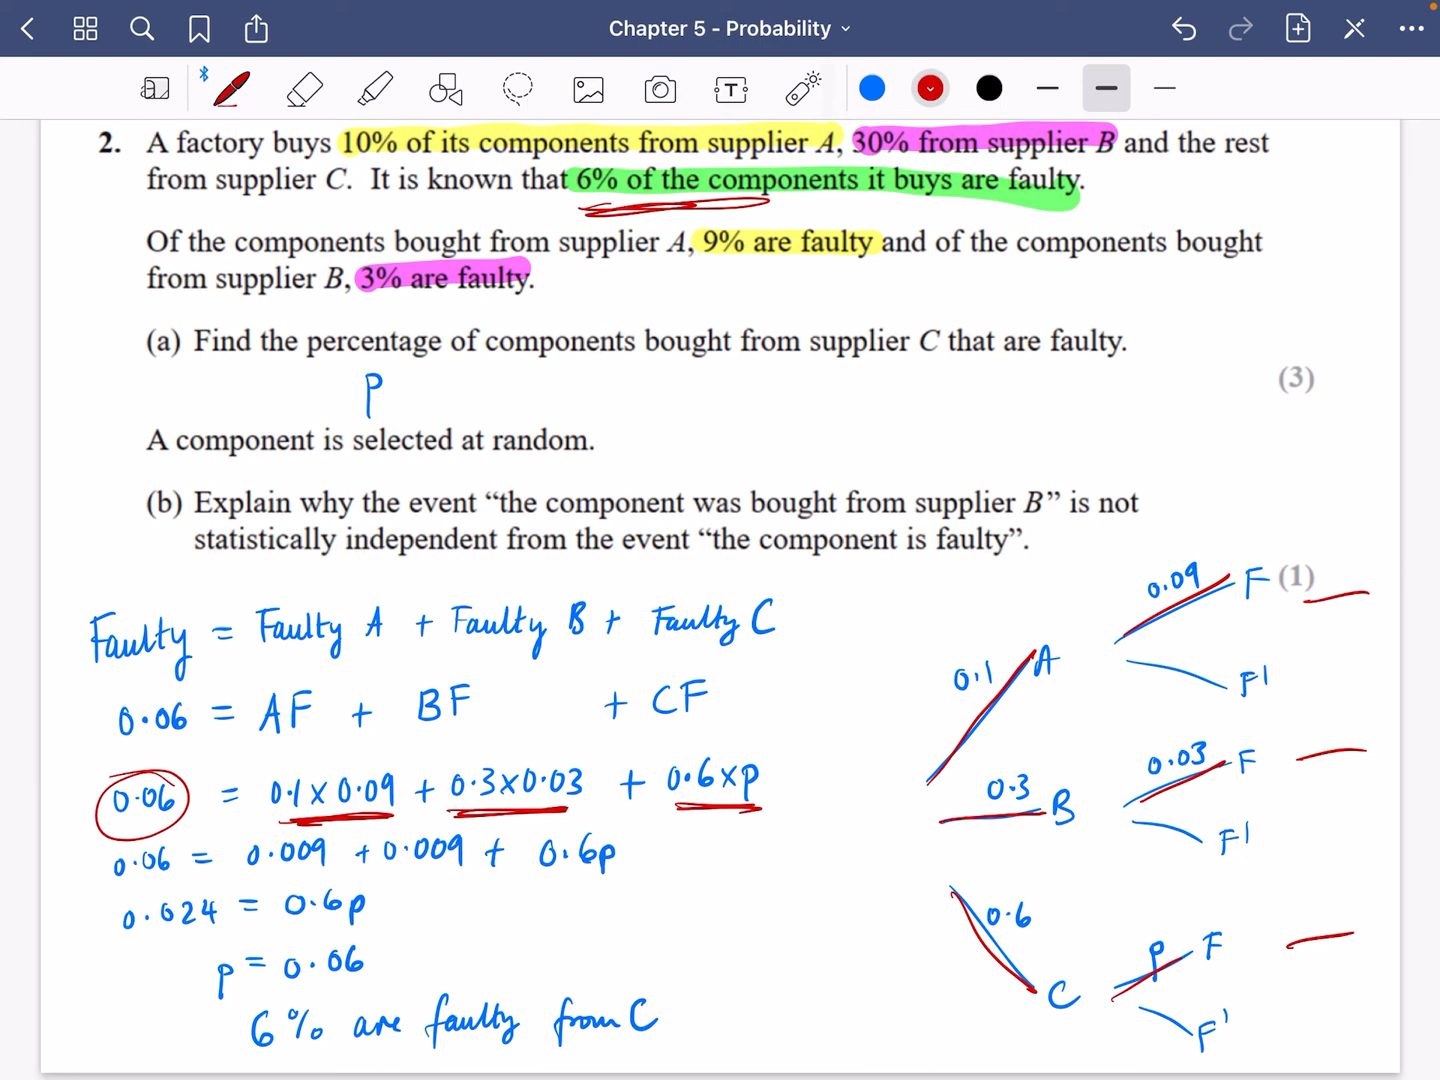 Chapter 5 - Probability
T
2. A factory buys 10% of its components from supplier A, 30% from supplier B and the rest
from supplier C. It is known that 6% of the components it buys are faulty.
Of the components bought from supplier A, 9% are faulty and of the components bought
from supplier B, 3% are faulty.
(a) Find the percentage of components bought from supplier C that are faulty.
(3)
P
A component is selected at random.
(b) Explain why the event “the component was bought from supplier B” is not
statistically independent from the event “the component is faulty”.
(1)
Faulty = Faulty A + Faulty B + Faulty C
0.06 = AF + BF + CF
0.06 = 0.1 x 0.09 + 0.3 x 0.03 + 0.6 x p
0.06 = 0.009 + 0.009 + 0.6p
0.024 = 0.6p
p = 0.06
6% are faulty from C
0.09 F
0.1 A
F'
0.03 F
0.3 B
F'
0.6
p F
C
F'